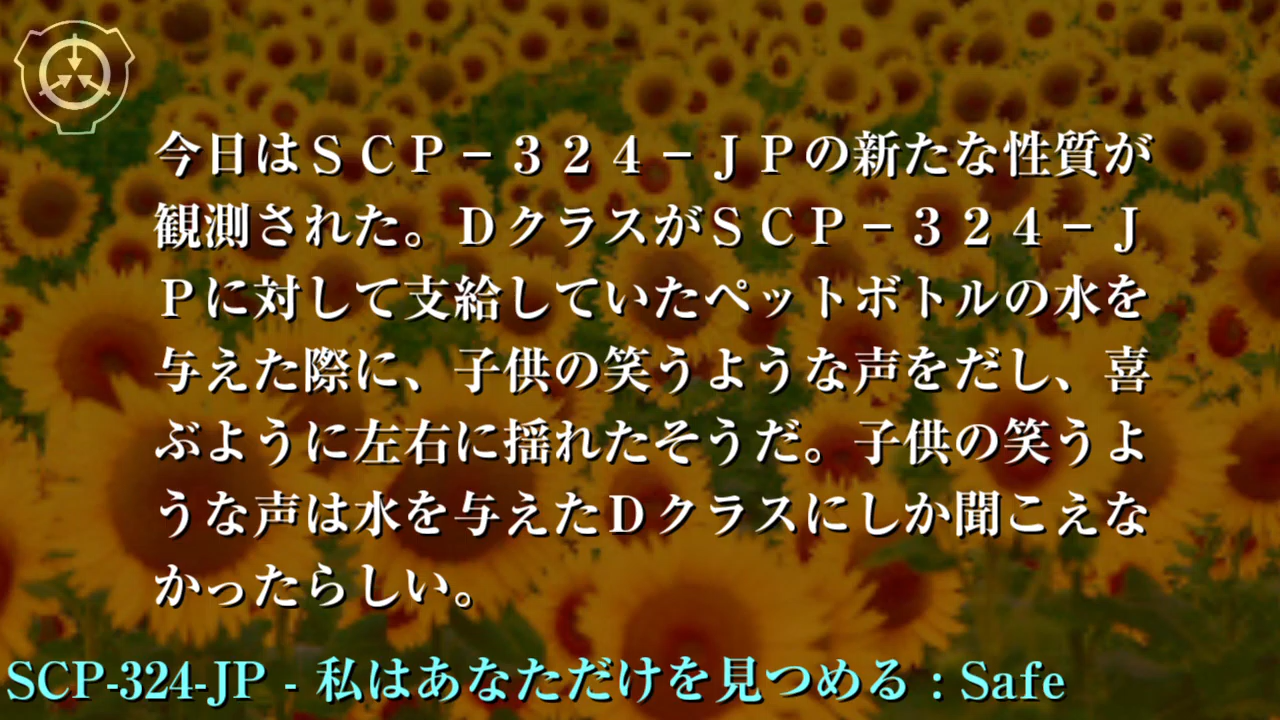 今日はＳＣＰ－３２４－ＪＰの新たな性質が
観測された。ＤクラスがＳＣＰ－３２４－Ｊ
Ｐに対して支給していたペットボトルの水を
与えた際に、子供の笑うような声をだし、喜
ぶように左右に揺れたそうだ。子供の笑うよ
うな声は水を与えたＤクラスにしか聞こえな
かったらしい。
SCP-324-JP - 私はあなただけを見つめる : Safe